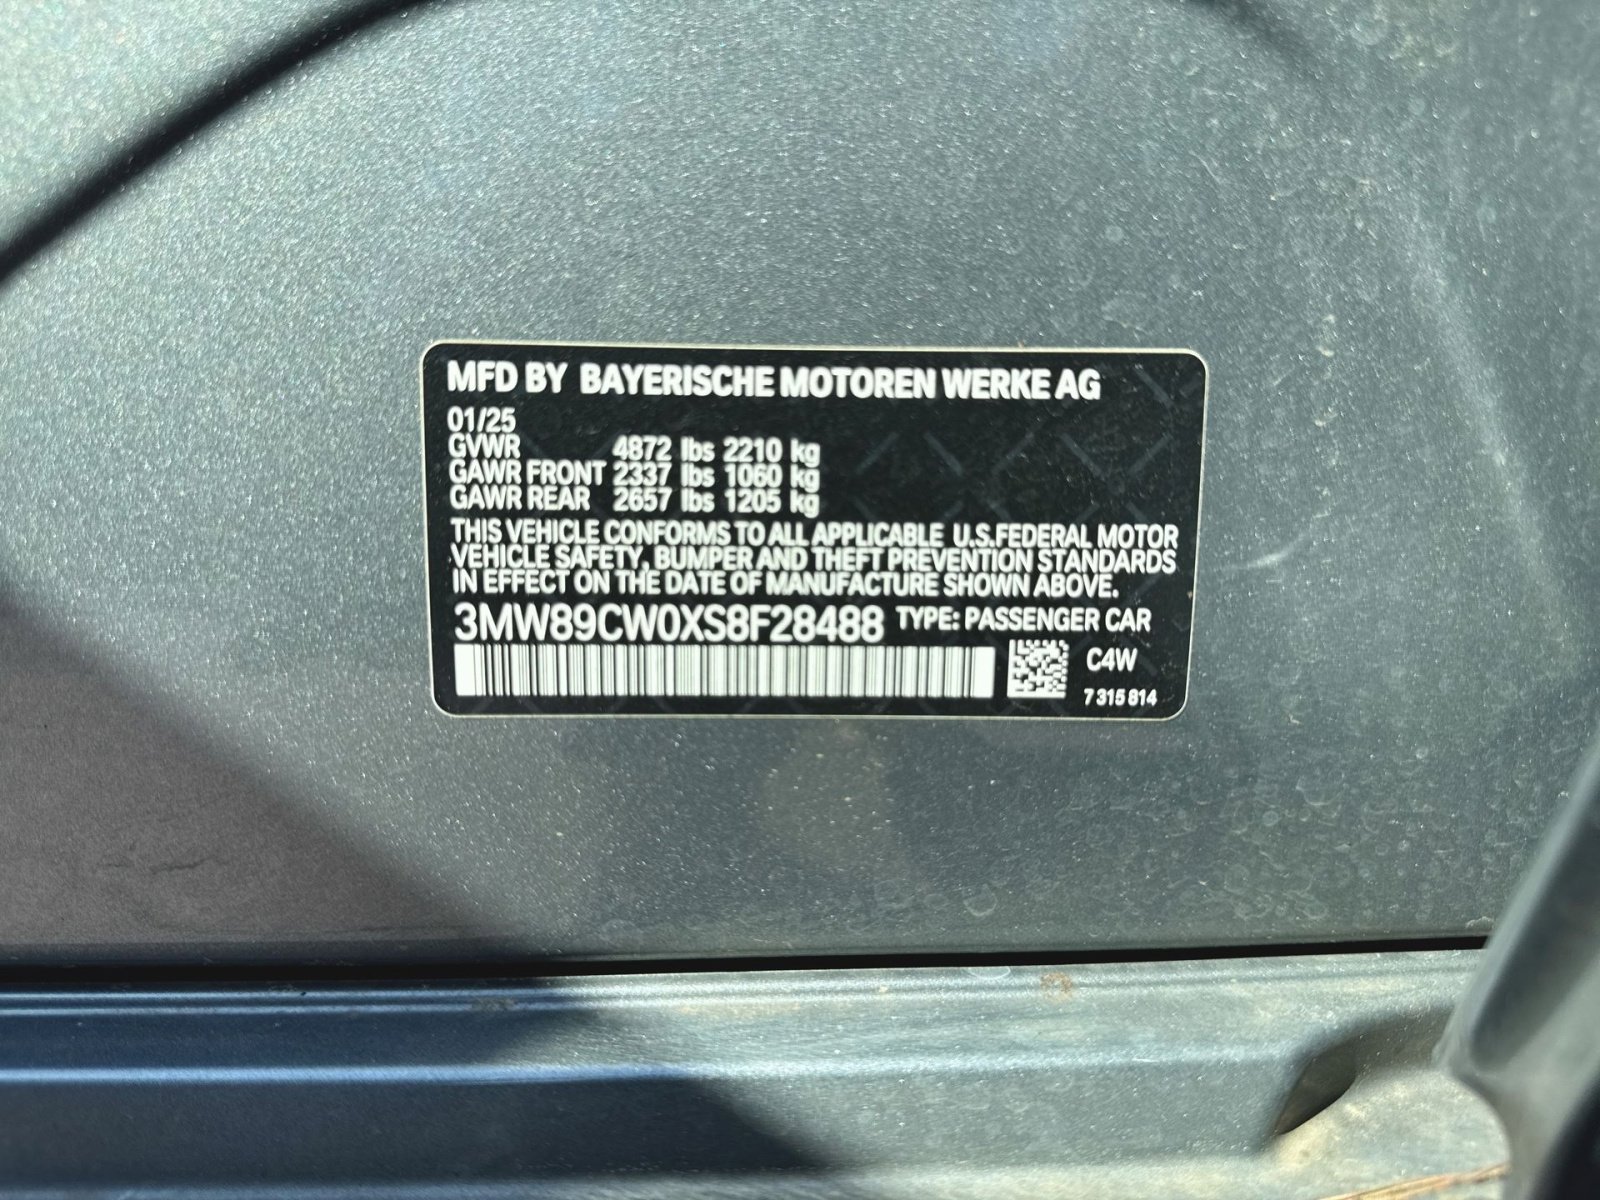 MFD BY BAYERISCHE MOTOREN WERKE AG
01/25
GVWR 4872 lbs 2210 kg
GAWR FRONT 2337 lbs 1060 kg
GAWR REAR 2657 lbs 1205 kg
THIS VEHICLE CONFORMS TO ALL APPLICABLE U.S.FEDERAL MOTOR
VEHICLE SAFETY, BUMPER AND THEFT PREVENTION STANDARDS
IN EFFECT ON THE DATE OF MANUFACTURE SHOWN ABOVE.
3MW89CW0XS8F28488 TYPE: PASSENGER CAR
C4W
7 315 814